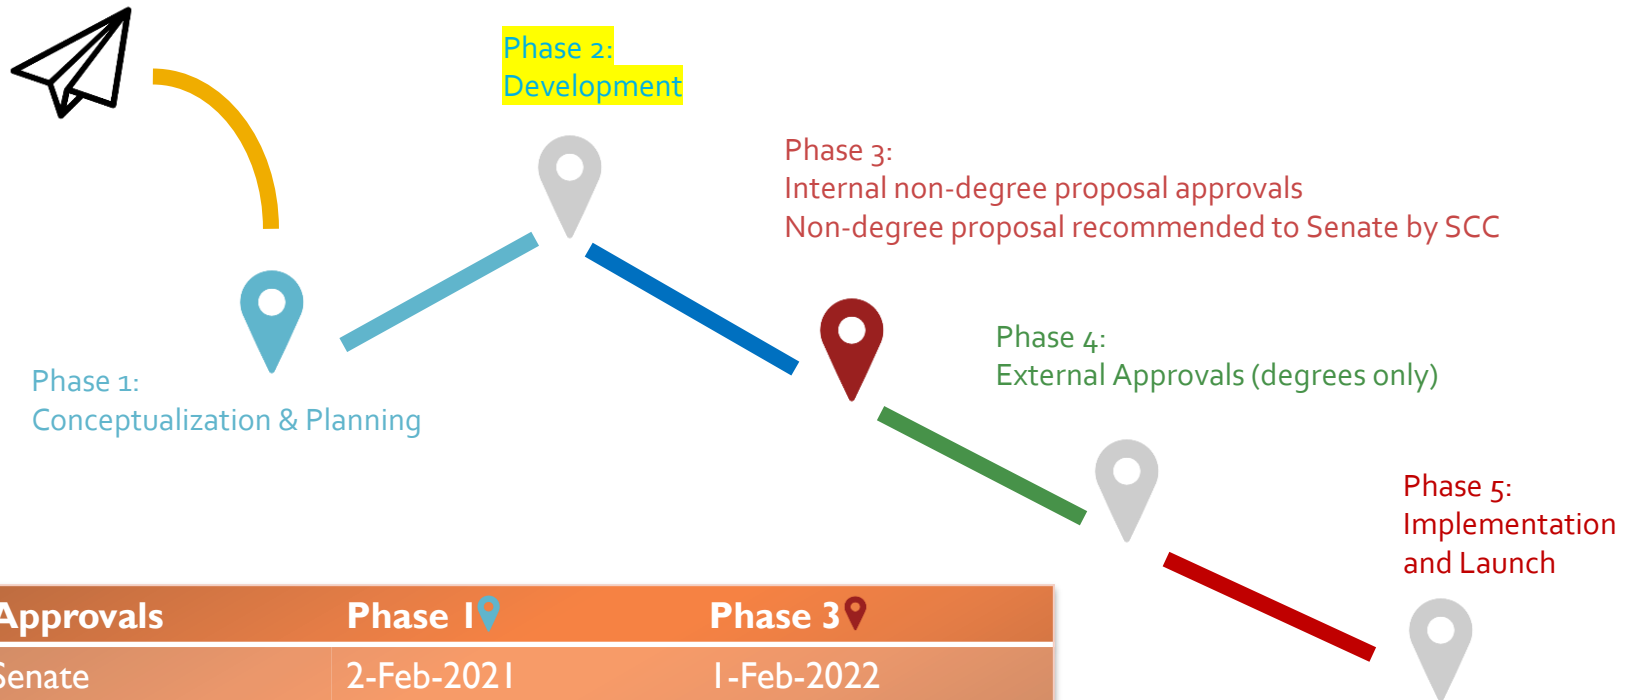 Phase 2:
Development
Phase 3:
Internal non-degree proposal approvals
Non-degree proposal recommended to Senate by SCC
Phase 4:
External Approvals (degrees only)
Phase 1:
Conceptualization & Planning
Phase 5:
Implementation
and Launch
Approvals Phase 1 Phase 3
Senate 2-Feb-2021 1-Feb-2022